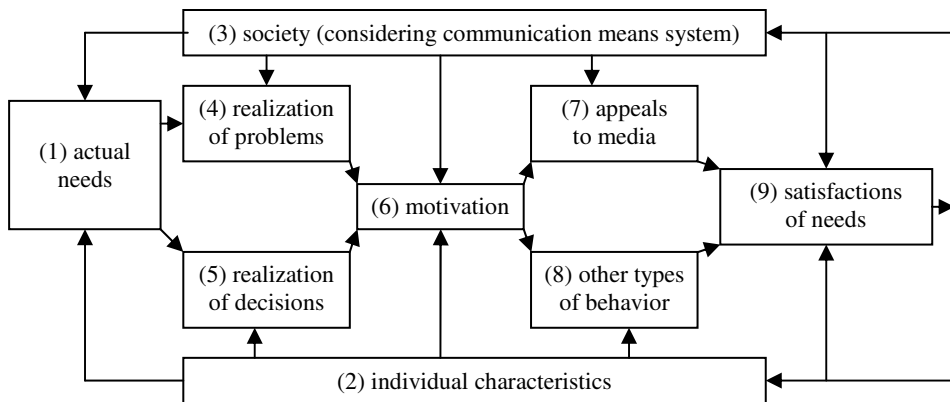 (3) society (considering communication means system)
(4) realization
of problems
(7) appeals
to media
(1) actual
needs
(6) motivation
(9) satisfactions
of needs
(5) realization
of decisions
(8) other types
of behavior
(2) individual characteristics